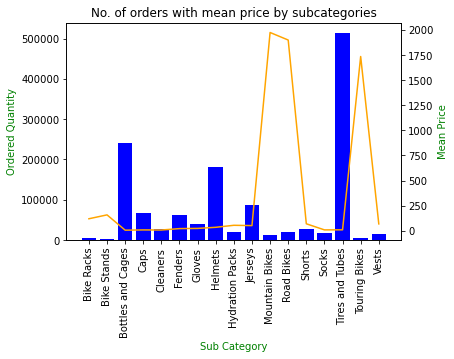 No. of orders with mean price by subcategories
Ordered Quantity
500000
400000
300000
200000
100000
0
2000
1750
1500
1250
1000
750
500
250
0
Mean Price
Bike Racks
Bike Stands
Bottles and Cages
Caps
Cleaners
Fenders
Gloves
Helmets
Hydration Packs
Jerseys
Mountain Bikes
Road Bikes
Shorts
Socks
Tires and Tubes
Touring Bikes
Vests
Sub Category